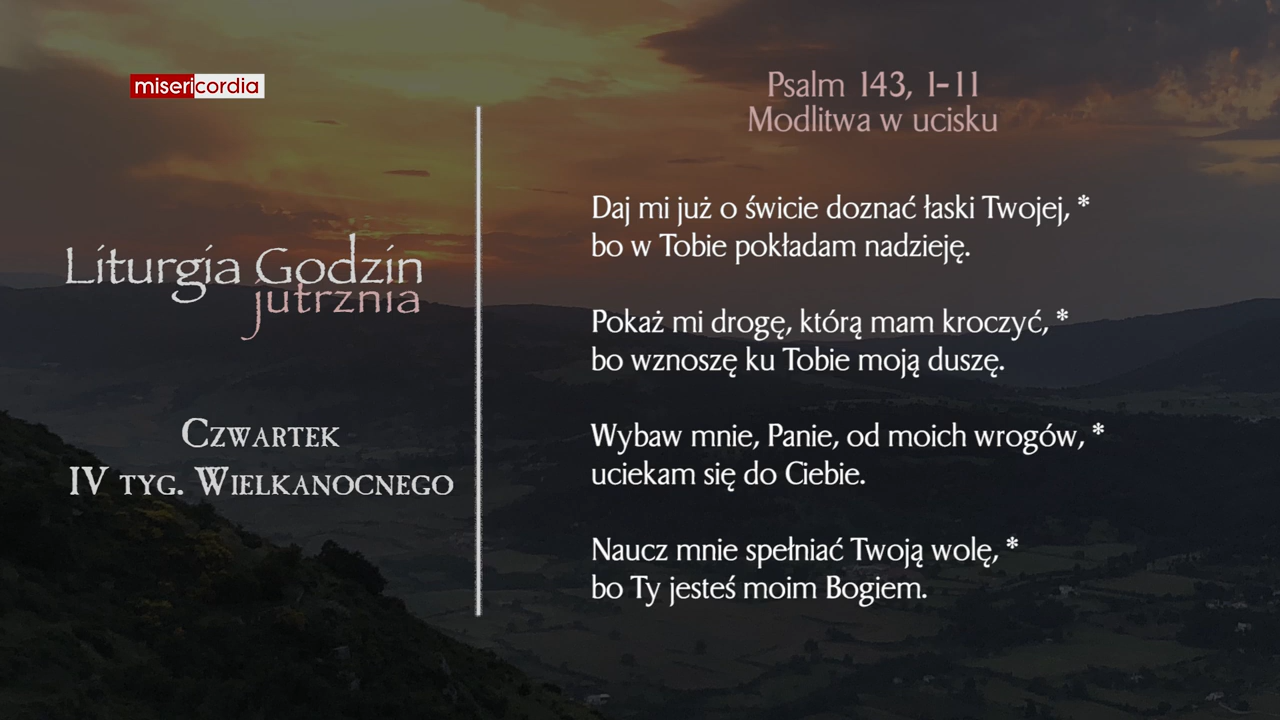 misericordia
Liturgia Godzin
jutrznia
Czwartek
IV tyg. Wielkanocnego
Psalm 143, 1-11
Modlitwa w ucisku
Daj mi już o świcie doznać łaski Twojej, *
bo w Tobie pokładam nadzieję.
Pokaż mi drogę, którą mam kroczyć, *
bo wznoszę ku Tobie moją duszę.
Wybaw mnie, Panie, od moich wrogów, *
uciekam się do Ciebie.
Naucz mnie spełniać Twoją wolę, *
bo Ty jesteś moim Bogiem.